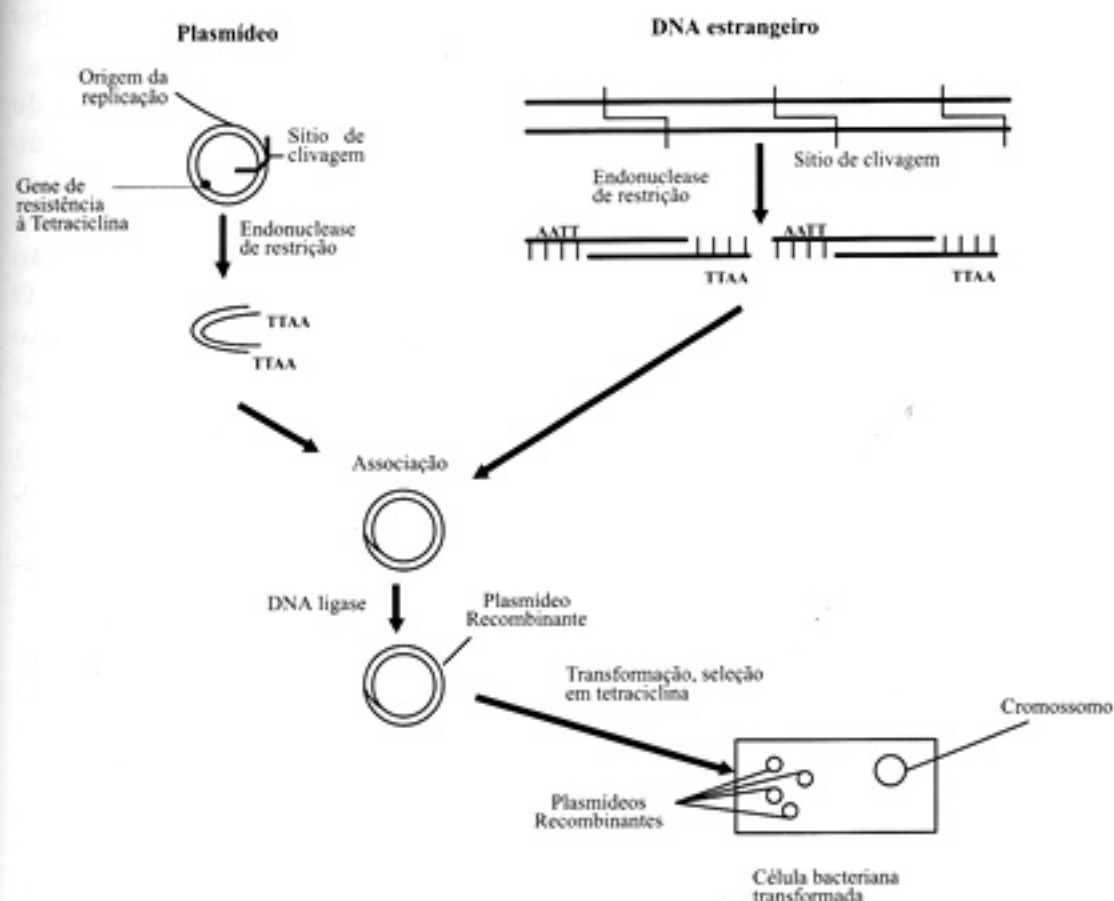 Plasmídeo
DNA estrangeiro
Origem da
replicação
Sítio de
clivagem
Gene de
resistência
à Tetraciclina
Endonuclease
de restrição
Sítio de clivagem
Endonuclease
de restrição
AATT
TTAA
AATT
TTAA
TTAA
TTAA
Associação
DNA ligase
Plasmídeo
Recombinante
Transformação, seleção
em tetraciclina
Cromossomo
Plasmídeos
Recombinantes
Célula bacteriana
transformada